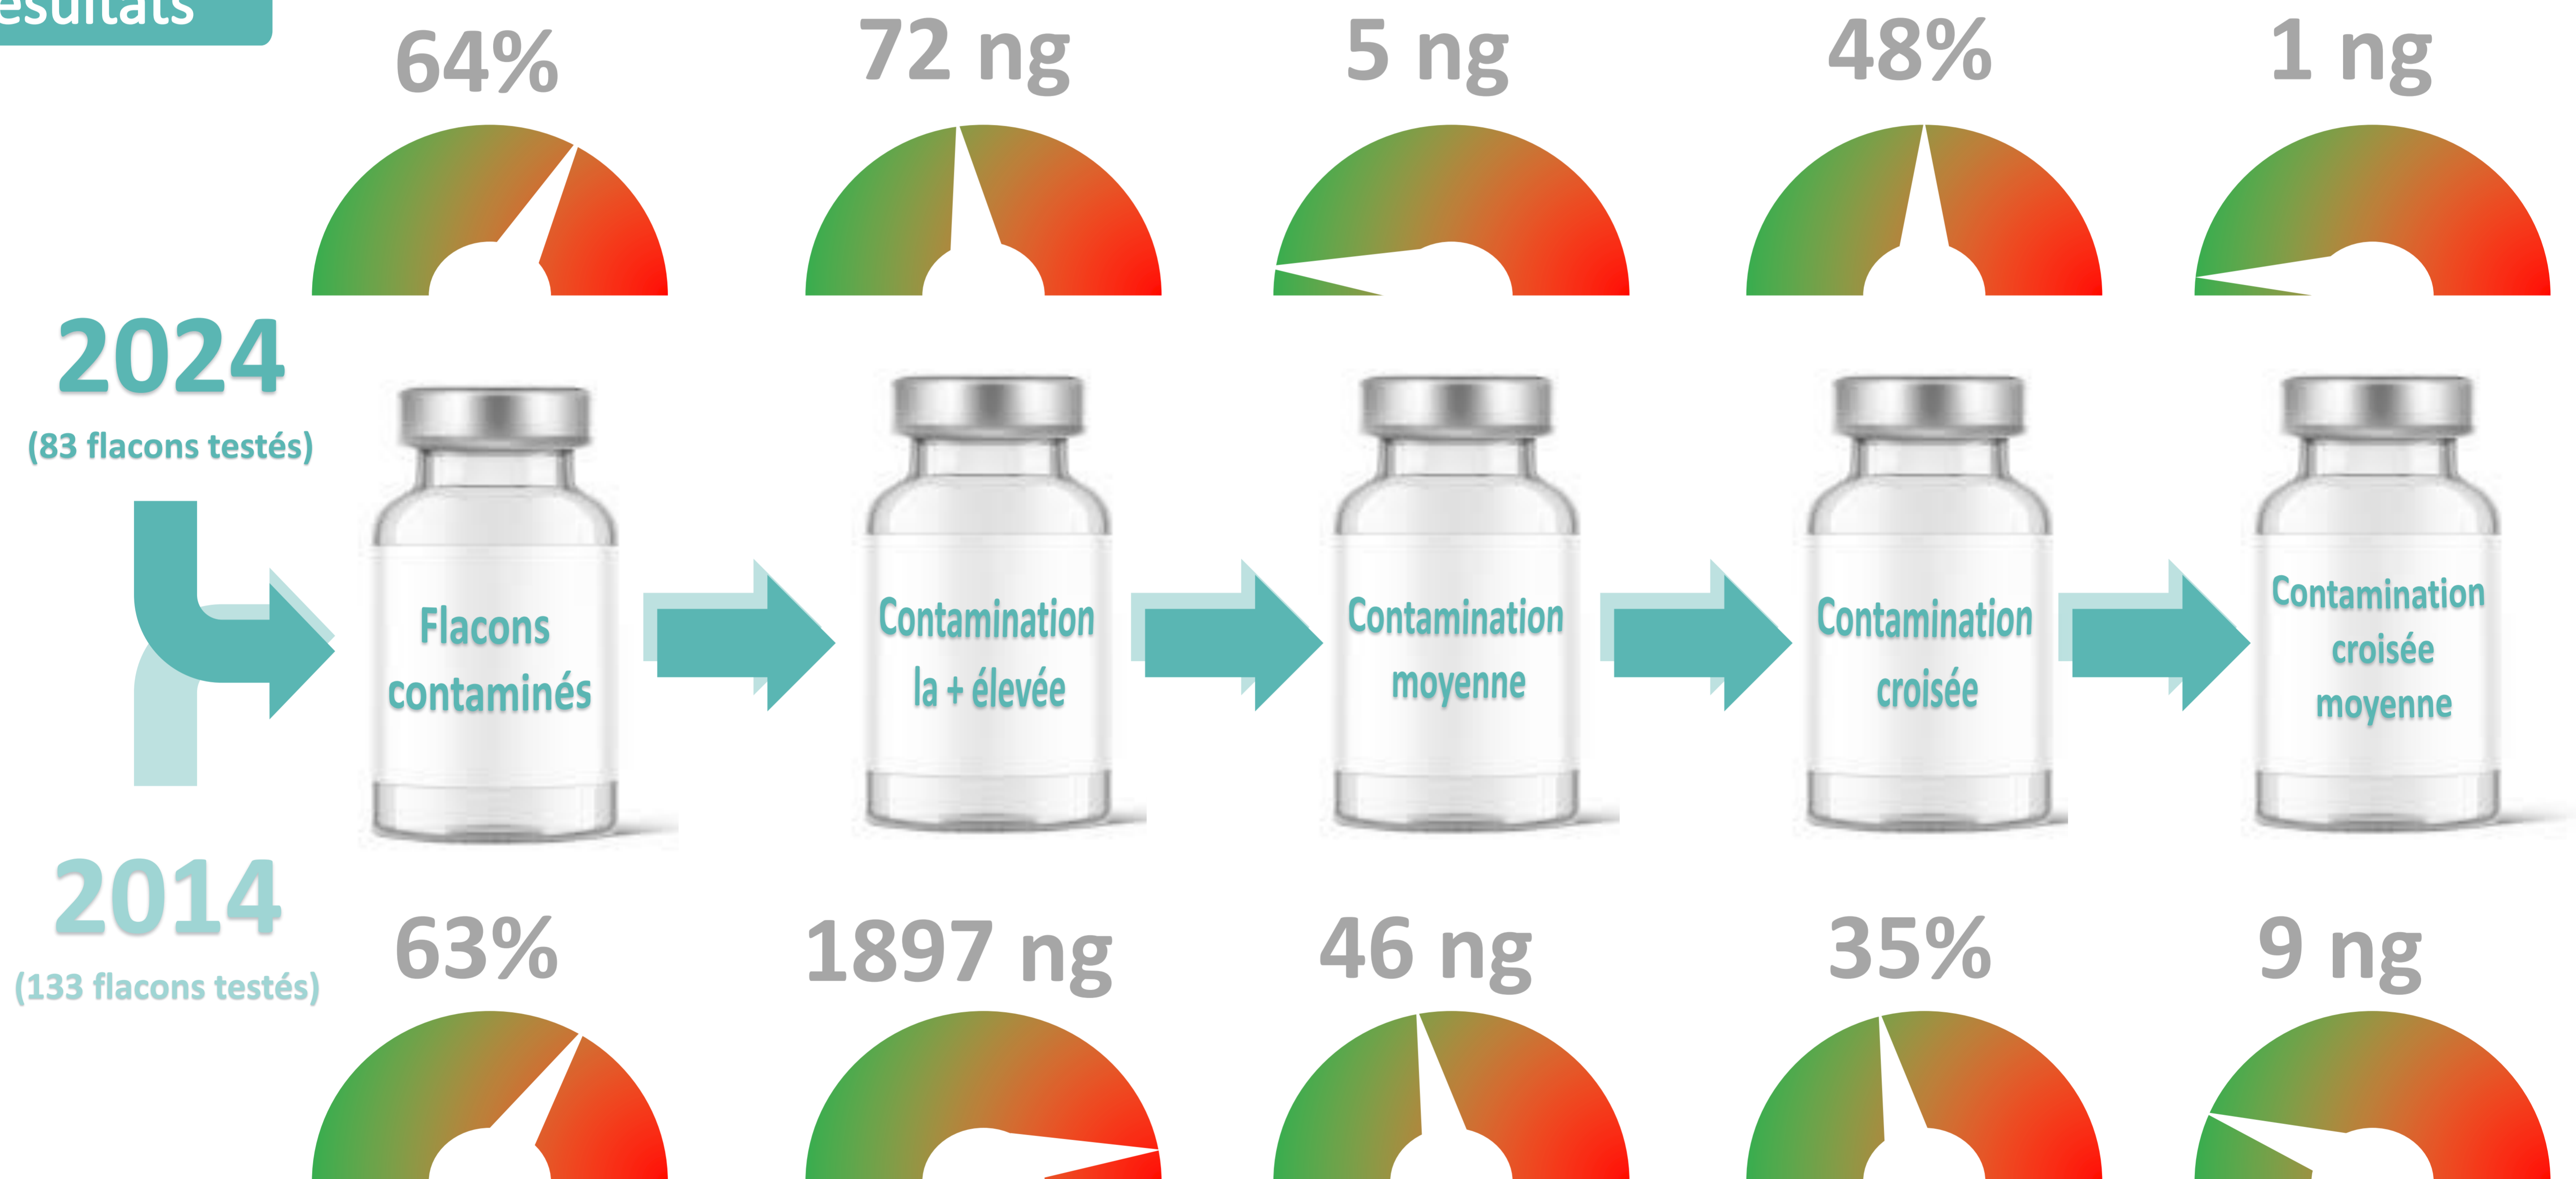 64%
72 ng
5 ng
48%
1 ng
2024
(83 flacons testés)
Flacons
contaminés
Contamination
la + élevée
Contamination
moyenne
Contamination
croisée
Contamination
croisée
moyenne
2014
(133 flacons testés)
63%
1897 ng
46 ng
35%
9 ng